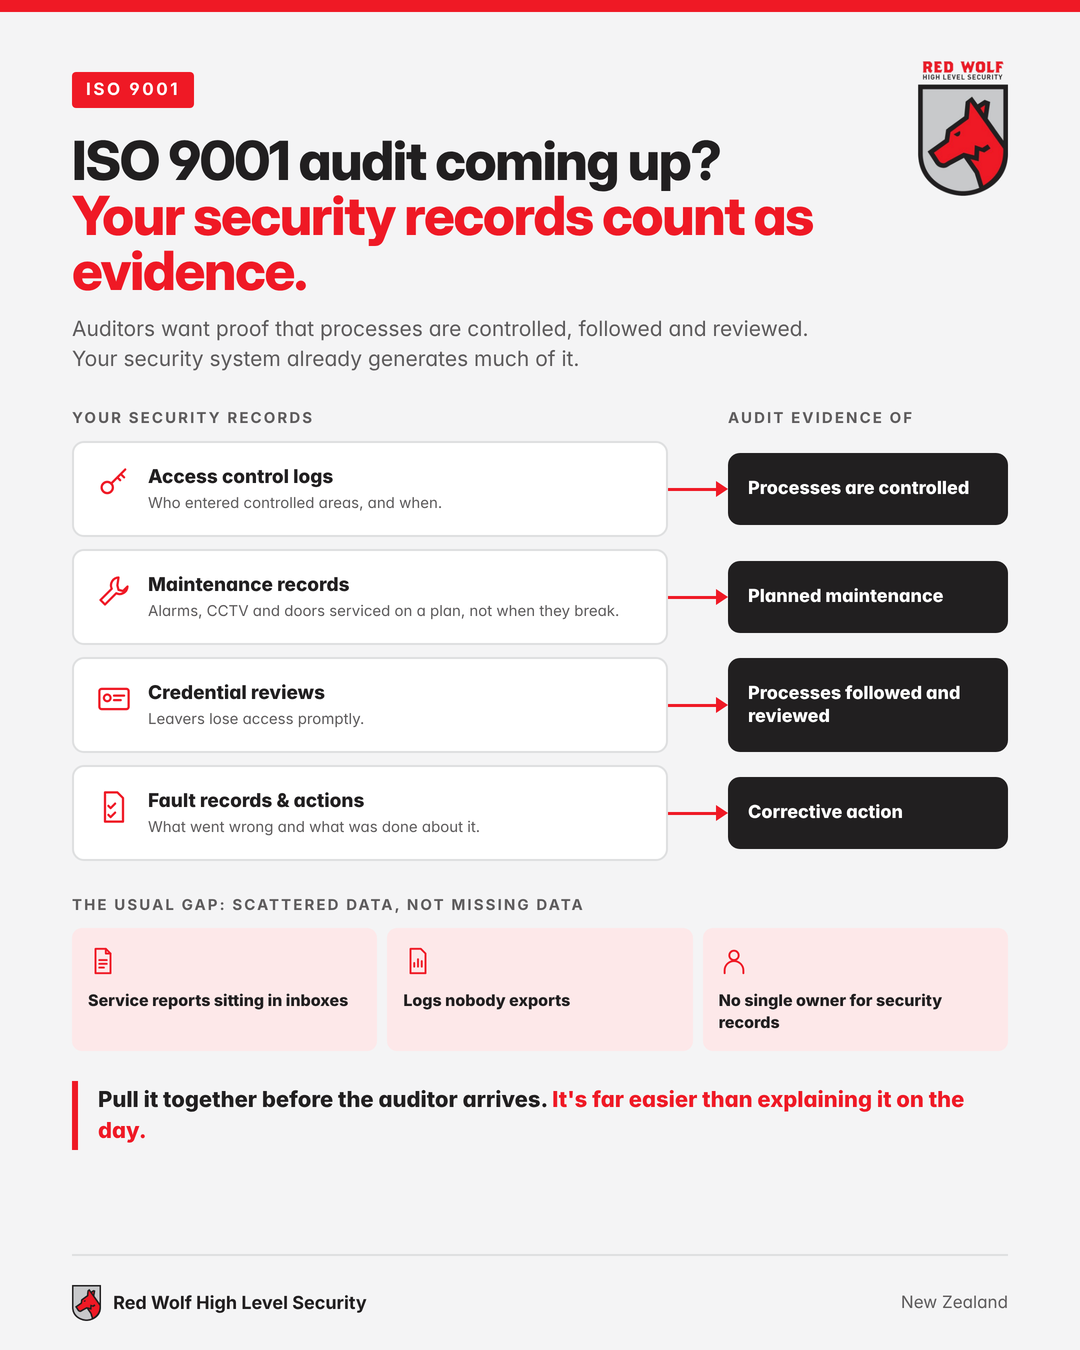 ISO 9001
RED WOLF
HIGH LEVEL SECURITY
ISO 9001 audit coming up?
Your security records count as
evidence.
Auditors want proof that processes are controlled, followed and reviewed.
Your security system already generates much of it.
YOUR SECURITY RECORDS
AUDIT EVIDENCE OF
Access control logs
Who entered controlled areas, and when.
Processes are controlled
Maintenance records
Alarms, CCTV and doors serviced on a plan, not when they break.
Planned maintenance
Credential reviews
Leavers lose access promptly.
Processes followed and
reviewed
Fault records & actions
What went wrong and what was done about it.
Corrective action
THE USUAL GAP: SCATTERED DATA, NOT MISSING DATA
Service reports sitting in inboxes
Logs nobody exports
No single owner for security
records
Pull it together before the auditor arrives. It's far easier than explaining it on the
day.
Red Wolf High Level Security
New Zealand